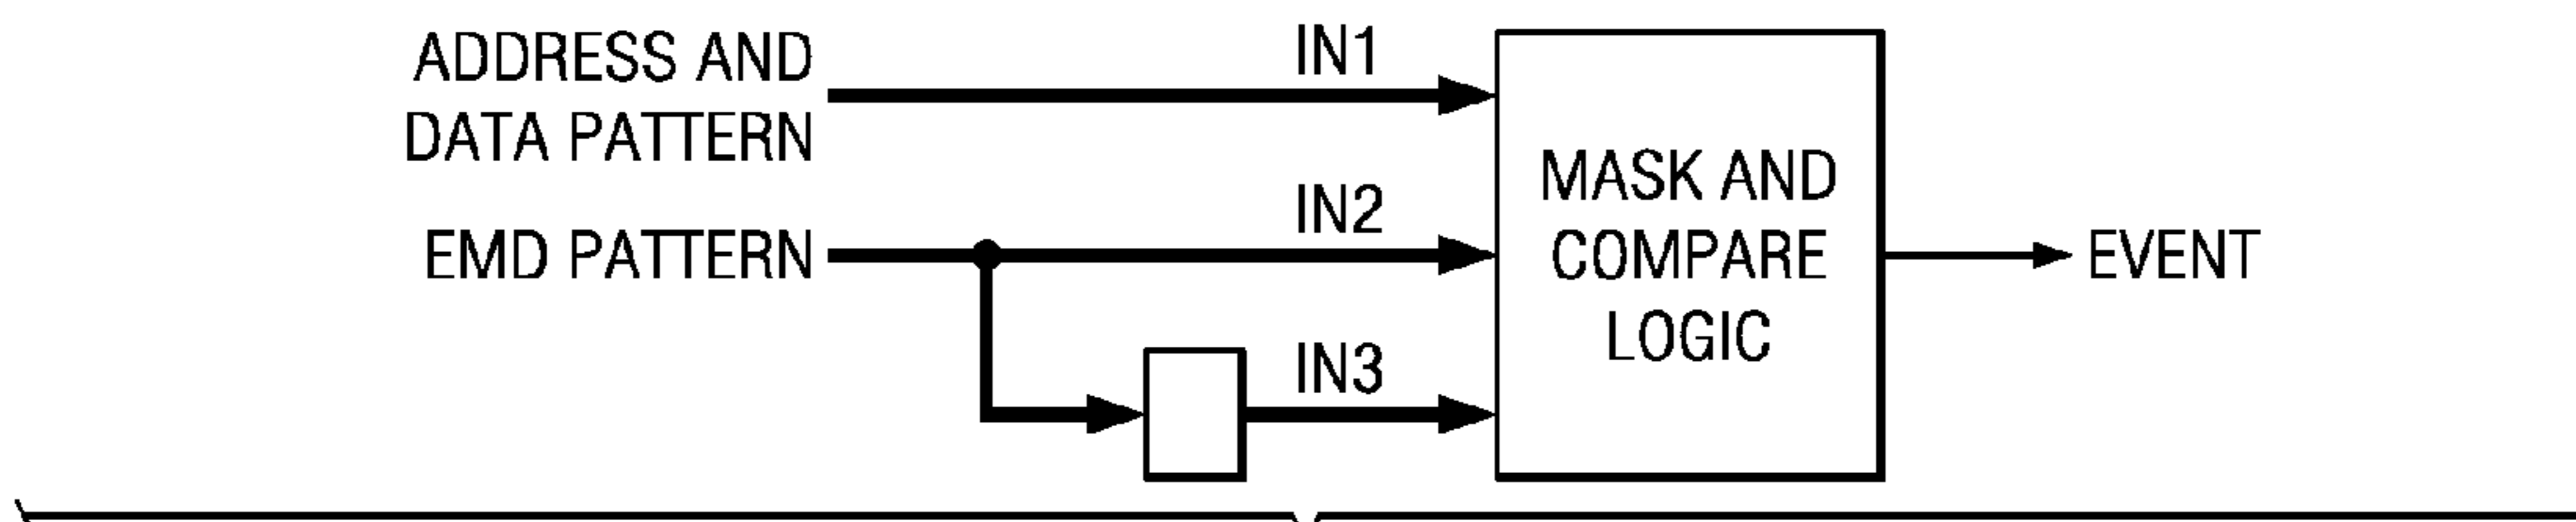 ADDRESS AND
DATA PATTERN
IN1
EMD PATTERN
IN2
IN3
MASK AND
COMPARE
LOGIC
EVENT